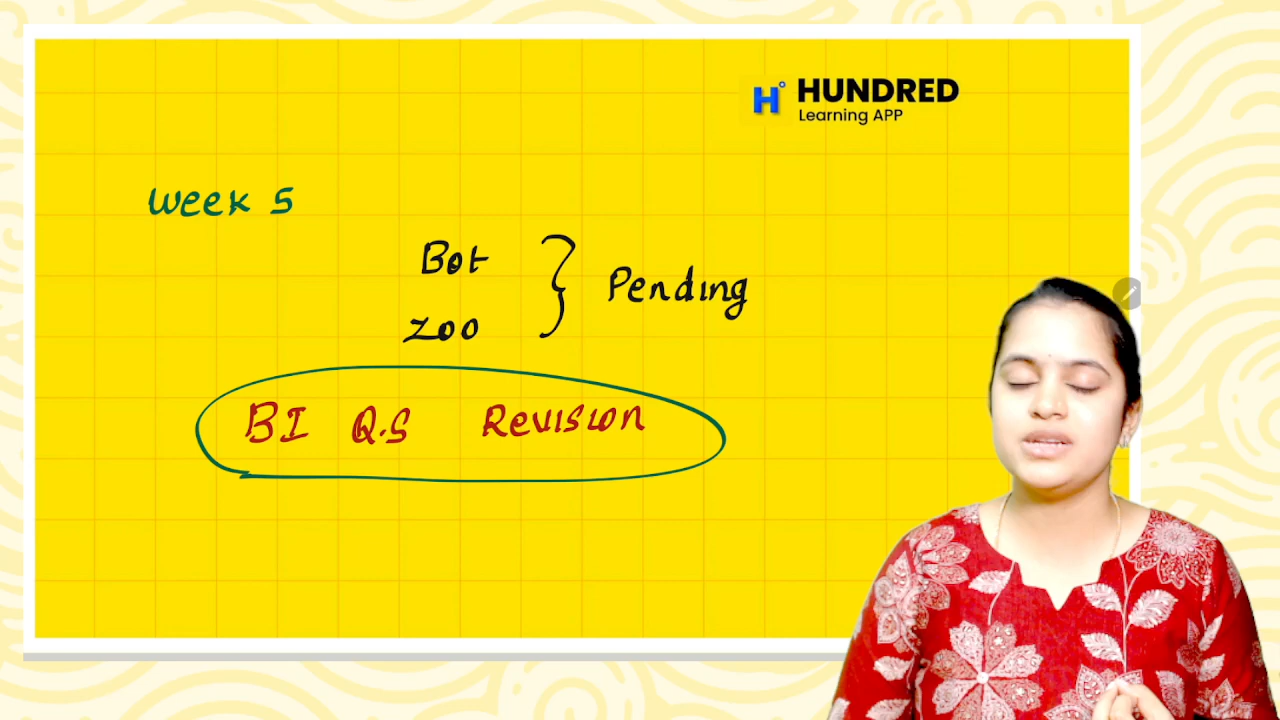 HUNDRED
Learning APP
Week 5
Bot
Zoo
} Pending
BI Q.S Revision